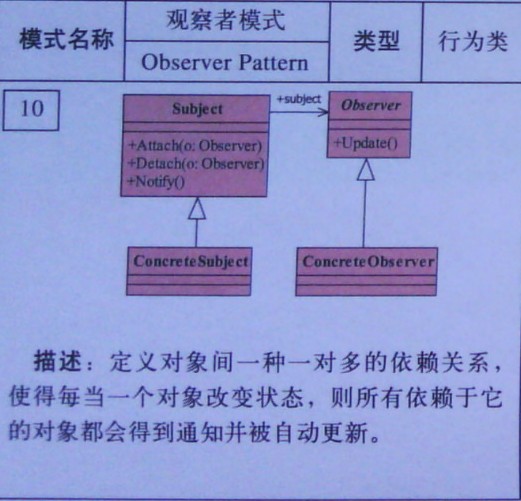 模式名称
观察者模式
Observer Pattern
类型
行为类
10
Subject
+Attach(o: Observer)
+Detach(o: Observer)
+Notify()
+subject
Observer
+Update()
ConcreteSubject
ConcreteObserver
描述：定义对象间一种一对多的依赖关系，
使得每当一个对象改变状态，则所有依赖于它
的对象都会得到通知并被自动更新。